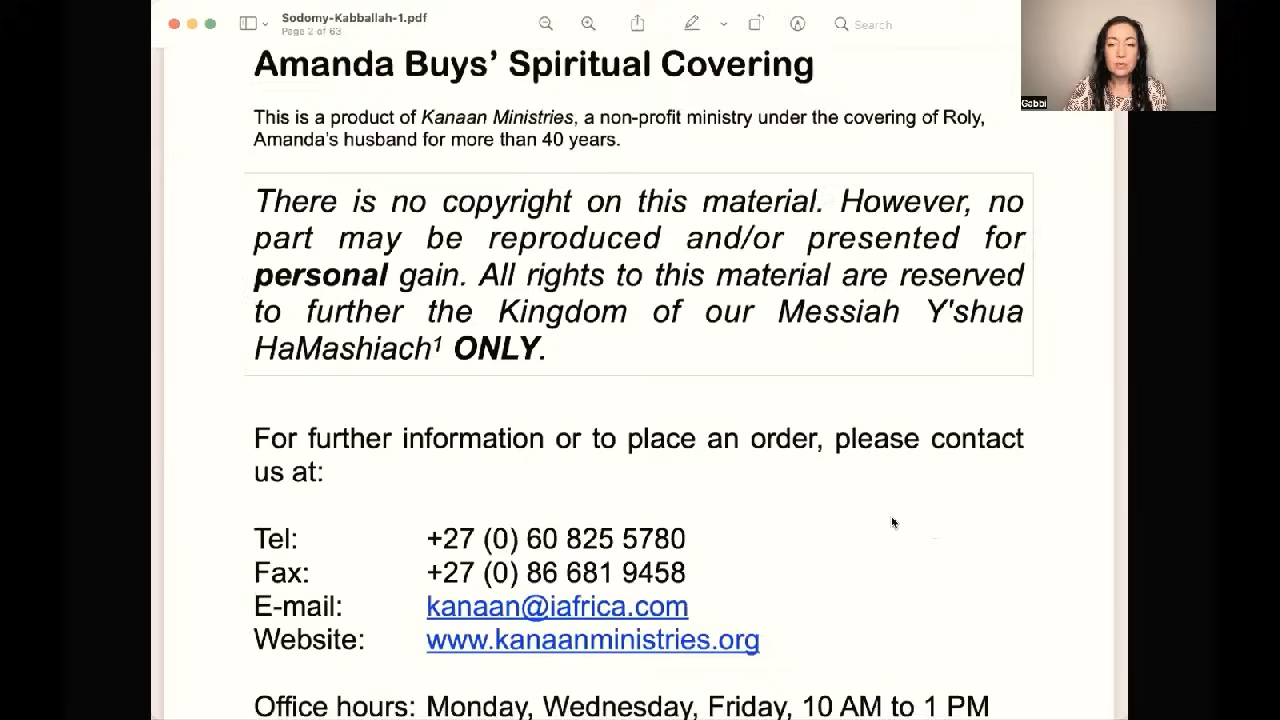 Sodomy-Kabballah-1.pdf
Page 2 of 63
Search
Gabbi
Amanda Buys’ Spiritual Covering
This is a product of Kanaan Ministries, a non-profit ministry under the covering of Roly,
Amanda’s husband for more than 40 years.
There is no copyright on this material. However, no
part may be reproduced and/or presented for
personal gain. All rights to this material are reserved
to further the Kingdom of our Messiah Y'shua
HaMashiach¹ ONLY.
For further information or to place an order, please contact
us at:
Tel: +27 (0) 60 825 5780
Fax: +27 (0) 86 681 9458
E-mail: kanaan@iafrica.com
Website: www.kanaanministries.org
Office hours: Monday, Wednesday, Friday, 10 AM to 1 PM